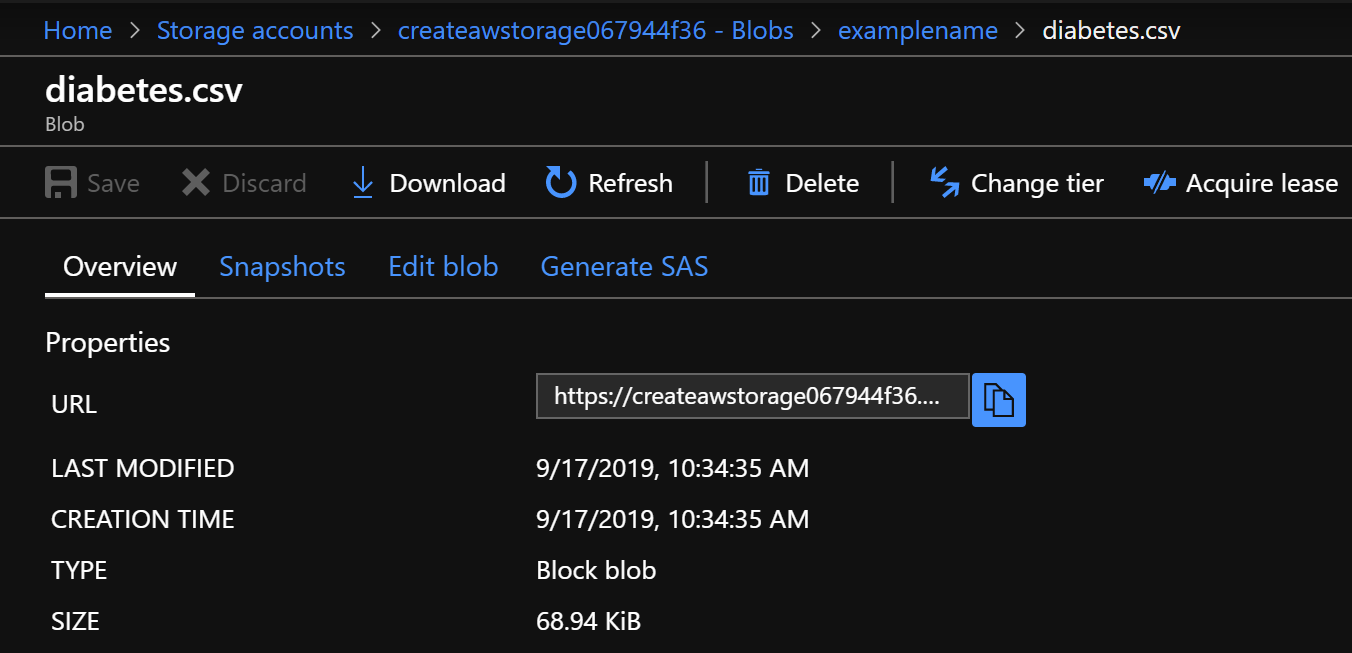 Home > Storage accounts > createawstorage067944f36 - Blobs > examplename > diabetes.csv
diabetes.csv
Blob
Save Discard Download Refresh Delete Change tier Acquire lease
Overview Snapshots Edit blob Generate SAS
Properties
URL https://createawstorage067944f36....
LAST MODIFIED 9/17/2019, 10:34:35 AM
CREATION TIME 9/17/2019, 10:34:35 AM
TYPE Block blob
SIZE 68.94 KiB